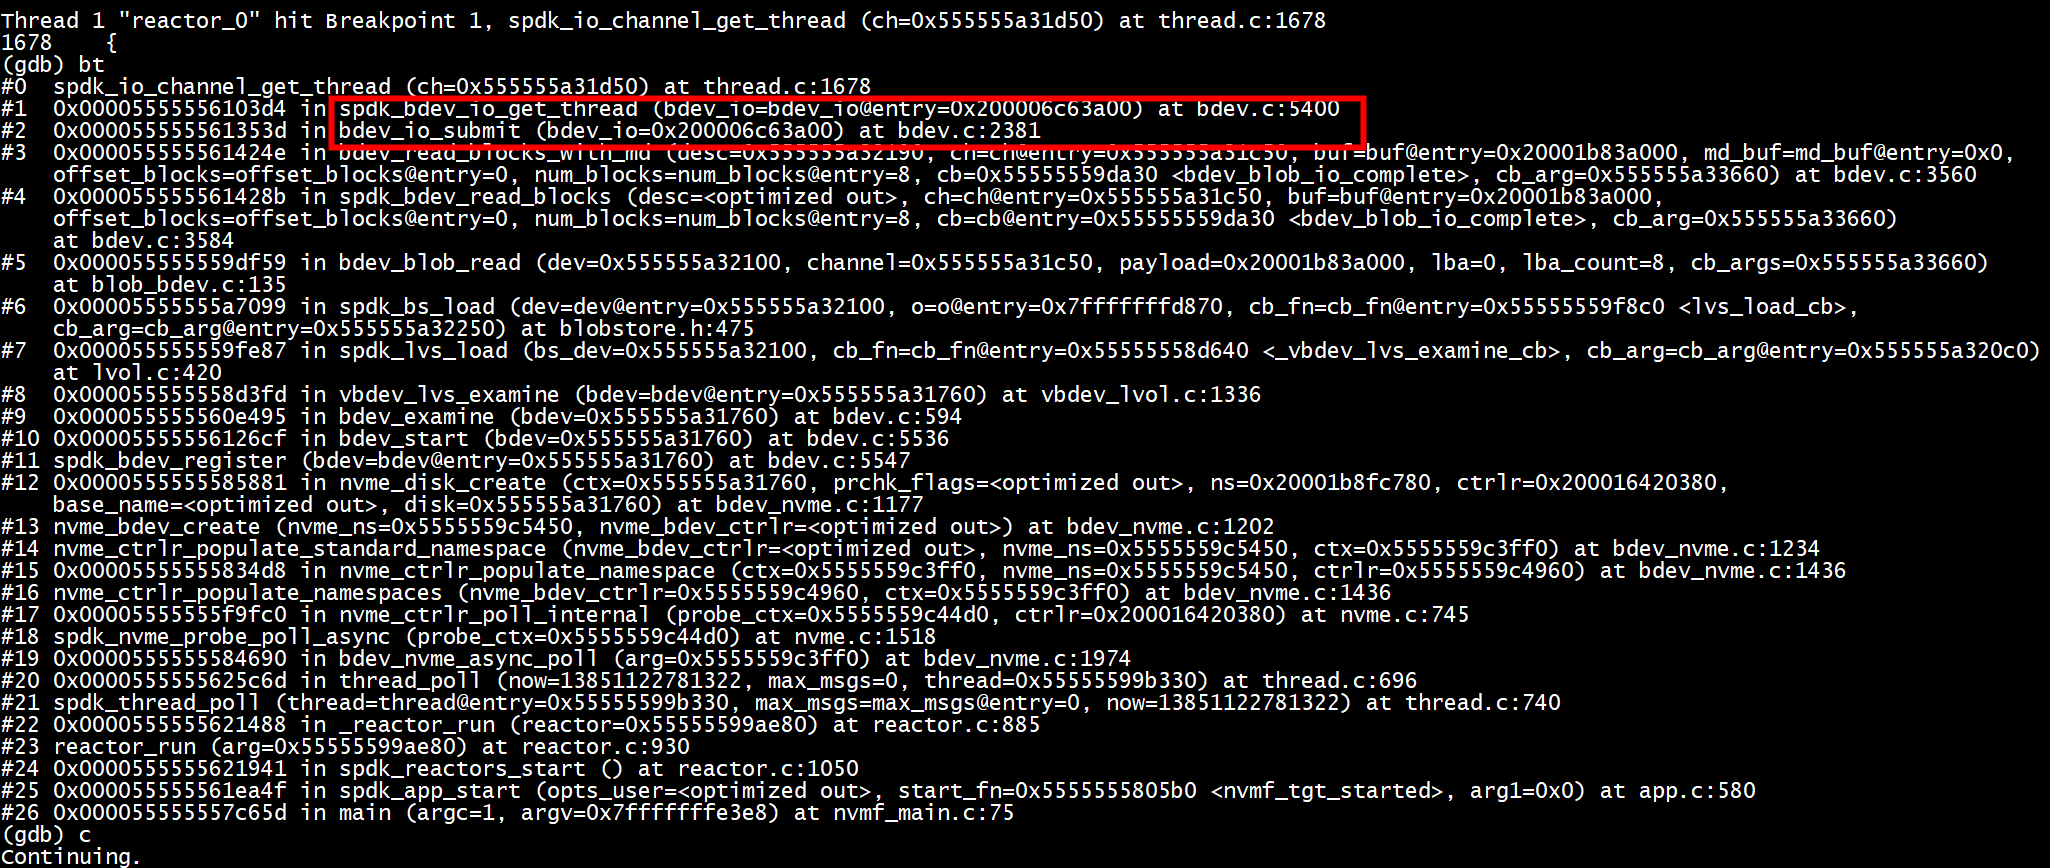 Thread 1 "reactor_0" hit Breakpoint 1, spdk_io_channel_get_thread (ch=0x555555a31d50) at thread.c:1678
1678    {
(gdb) bt
#0  spdk_io_channel_get_thread (ch=0x555555a31d50) at thread.c:1678
#1  0x00005555556103d4 in spdk_bdev_io_get_thread (bdev_io=bdev_io@entry=0x200006c63a00) at bdev.c:5400
#2  0x000055555561353d in bdev_io_submit (bdev_io=0x200006c63a00) at bdev.c:2381
#3  0x000055555561424e in bdev_read_blocks_with_md (desc=0x555555a32190, ch=ch@entry=0x555555a31c50, buf=buf@entry=0x20001b83a000, md_buf=md_buf@entry=0x0,
    offset_blocks=offset_blocks@entry=0, num_blocks=num_blocks@entry=8, cb=0x55555559da30 <bdev_blob_io_complete>, cb_arg=0x555555a33660) at bdev.c:3560
#4  0x000055555561428b in spdk_bdev_read_blocks (desc=<optimized out>, ch=ch@entry=0x555555a31c50, buf=buf@entry=0x20001b83a000,
    offset_blocks=offset_blocks@entry=0, num_blocks=num_blocks@entry=8, cb=cb@entry=0x55555559da30 <bdev_blob_io_complete>, cb_arg=0x555555a33660)
    at bdev.c:3584
#5  0x000055555559df59 in bdev_blob_read (dev=0x555555a32100, channel=0x555555a31c50, payload=0x20001b83a000, lba=0, lba_count=8, cb_args=0x555555a33660)
    at blob_bdev.c:135
#6  0x00005555555a7099 in spdk_bs_load (dev=dev@entry=0x555555a32100, o=o@entry=0x7fffffffd870, cb_fn=cb_fn@entry=0x55555559f8c0 <lvs_load_cb>,
    cb_arg=cb_arg@entry=0x555555a32250) at blobstore.h:475
#7  0x000055555559fe87 in spdk_lvs_load (bs_dev=0x555555a32100, cb_fn=cb_fn@entry=0x55555558d640 <_vbdev_lvs_examine_cb>, cb_arg=cb_arg@entry=0x555555a320c0)
    at lvol.c:420
#8  0x000055555558d3fd in vbdev_lvs_examine (bdev=bdev@entry=0x555555a31760) at vbdev_lvol.c:1336
#9  0x000055555560e495 in bdev_examine (bdev=0x555555a31760) at bdev.c:594
#10 0x00005555556126cf in bdev_start (bdev=0x555555a31760) at bdev.c:5536
#11 spdk_bdev_register (bdev=bdev@entry=0x555555a31760) at bdev.c:5547
#12 0x0000555555585881 in nvme_disk_create (ctx=0x555555a31760, prchk_flags=<optimized out>, ns=0x20001b8fc780, ctrlr=0x200016420380,
    base_name=<optimized out>, disk=0x555555a31760) at bdev_nvme.c:1177
#13 nvme_bdev_create (nvme_ns=0x5555559c5450, nvme_bdev_ctrlr=<optimized out>) at bdev_nvme.c:1202
#14 nvme_ctrlr_populate_standard_namespace (nvme_bdev_ctrlr=<optimized out>, nvme_ns=0x5555559c5450, ctx=0x5555559c3ff0) at bdev_nvme.c:1234
#15 0x00005555555834d8 in nvme_ctrlr_populate_namespace (ctx=0x5555559c3ff0, nvme_ns=0x5555559c5450, ctrlr=0x5555559c4960) at bdev_nvme.c:1436
#16 nvme_ctrlr_populate_namespaces (nvme_bdev_ctrlr=0x5555559c4960, ctx=0x5555559c3ff0) at bdev_nvme.c:1436
#17 0x00005555555f9fc0 in nvme_ctrlr_poll_internal (probe_ctx=0x5555559c44d0, ctrlr=0x200016420380) at nvme.c:745
#18 spdk_nvme_probe_poll_async (probe_ctx=0x5555559c44d0) at nvme.c:1518
#19 0x0000555555584690 in bdev_nvme_async_poll (arg=0x5555559c3ff0) at bdev_nvme.c:1974
#20 0x0000555555625c6d in thread_poll (now=13851122781322, max_msgs=0, thread=0x55555599b330) at thread.c:696
#21 spdk_thread_poll (thread=thread@entry=0x55555599b330, max_msgs=max_msgs@entry=0, now=13851122781322) at thread.c:740
#22 0x0000555555621488 in _reactor_run (reactor=0x55555599ae80) at reactor.c:885
#23 reactor_run (arg=0x55555599ae80) at reactor.c:930
#24 0x0000555555621941 in spdk_reactors_start () at reactor.c:1050
#25 0x000055555561ea4f in spdk_app_start (opts_user=<optimized out>, start_fn=0x5555555805b0 <nvmf_tgt_started>, arg1=0x0) at app.c:580
#26 0x000055555557c65d in main (argc=1, argv=0x7fffffffe3e8) at nvmf_main.c:75
(gdb) c
Continuing.